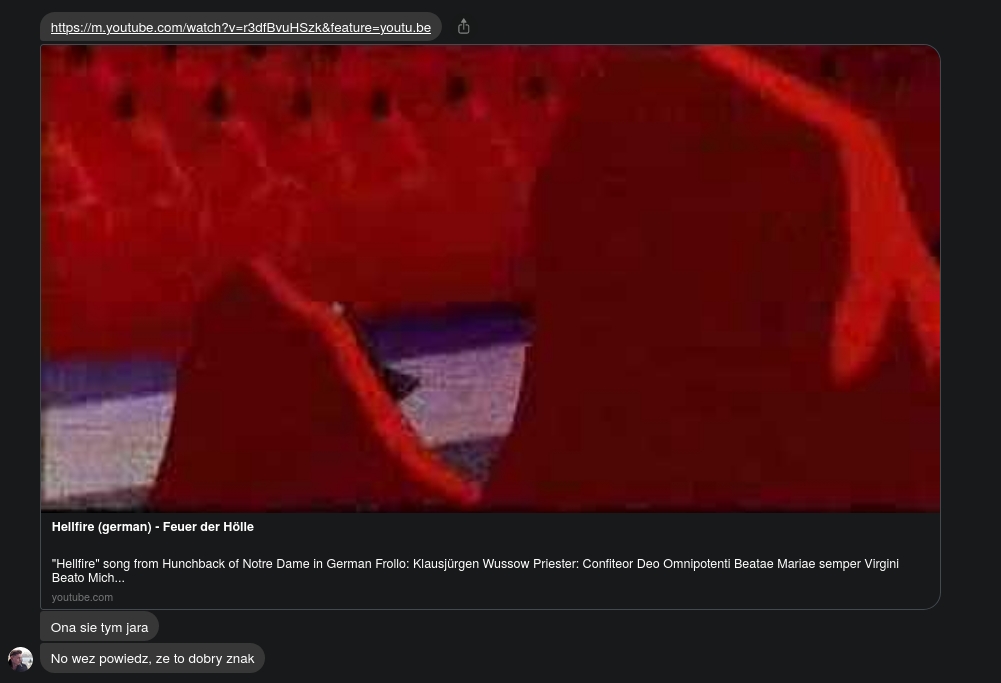 https://m.youtube.com/watch?v=r3dfBvuHSzk&feature=youtu.be
Hellfire (german) - Feuer der Hölle
"Hellfire" song from Hunchback of Notre Dame in German Frollo: Klausjürgen Wussow Priester: Confiteor Deo Omnipotenti Beatae Mariae semper Virgini
Beato Mich...
youtube.com
Ona sie tym jara
No wez powiedz, ze to dobry znak